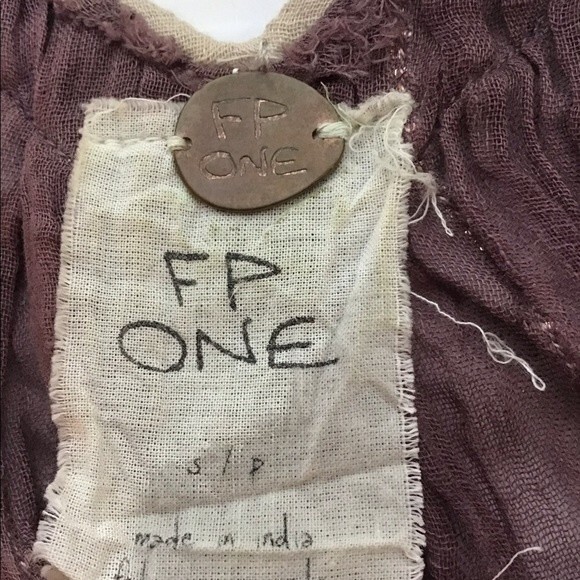 FP
ONE
FP
ONE
s / p
made in india